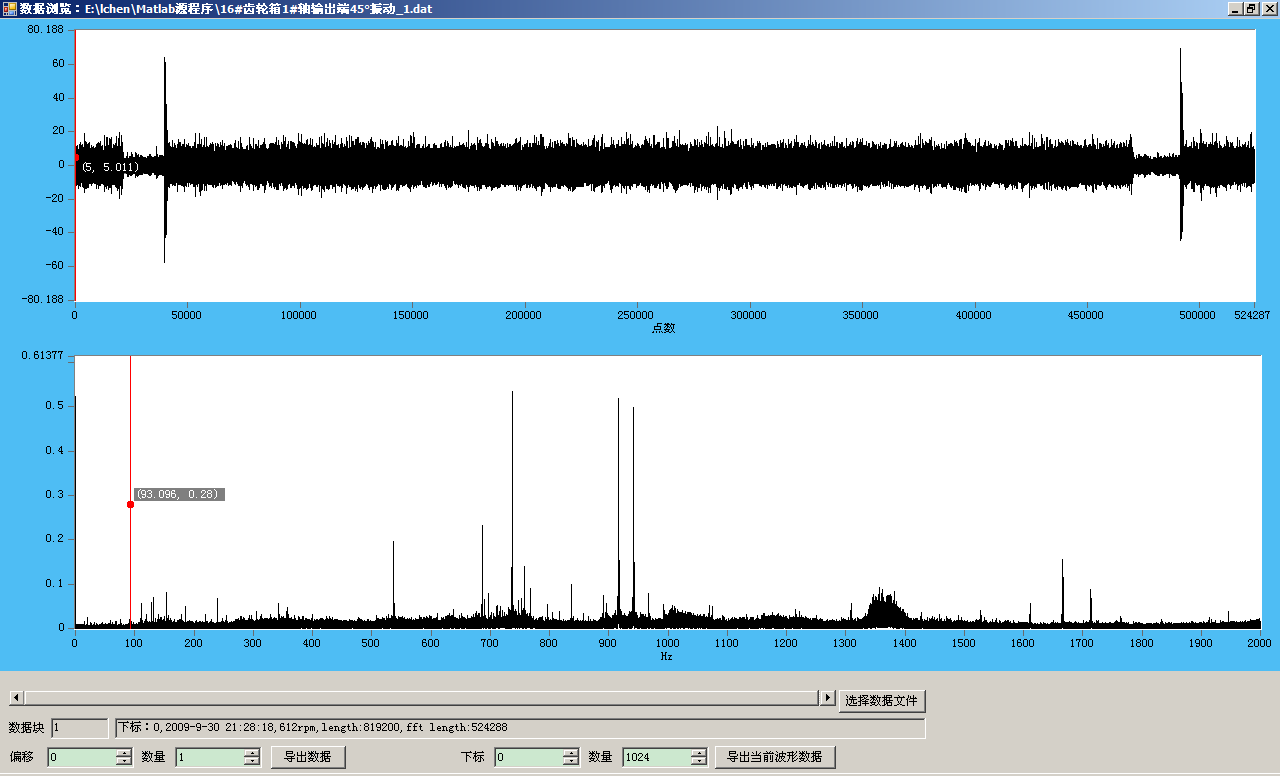 数据浏览：E:\lchen\Matlab源程序\16#齿轮箱1#轴输出端45°振动_1.dat
80.188
60
40
20
0
-20
-40
-60
-80.188
(5, 5.011)
0 50000 100000 150000 200000 250000 300000 350000 400000 450000 500000 524287
点数
0.61377
0.5
0.4
0.3
0.2
0.1
0
(93.096, 0.28)
0 100 200 300 400 500 600 700 800 900 1000 1100 1200 1300 1400 1500 1600 1700 1800 1900 2000
Hz
选择数据文件
数据块 1 下标：0,2009-9-30 21:28:18,612rpm,length:819200,fft length:524288
偏移 0 数量 1 导出数据 下标 0 数量 1024 导出当前波形数据